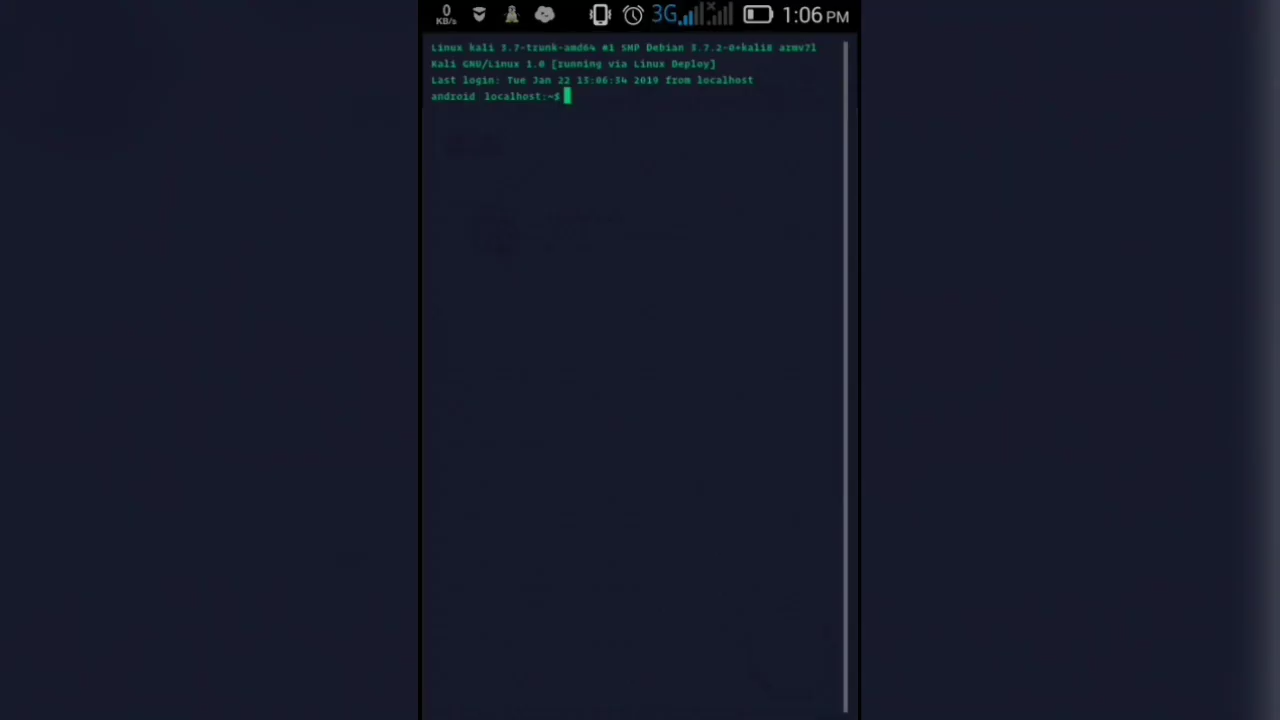 0
KB/s
3G
1:06 PM
Linux kali 3.7-trunk-amd64 #1 SMP Debian 3.7.2-0+kali8 armv7l
Kali GNU/Linux 1.0 [running via Linux Deploy]
Last login: Tue Jan 22 13:06:34 2019 from localhost
android localhost:~$